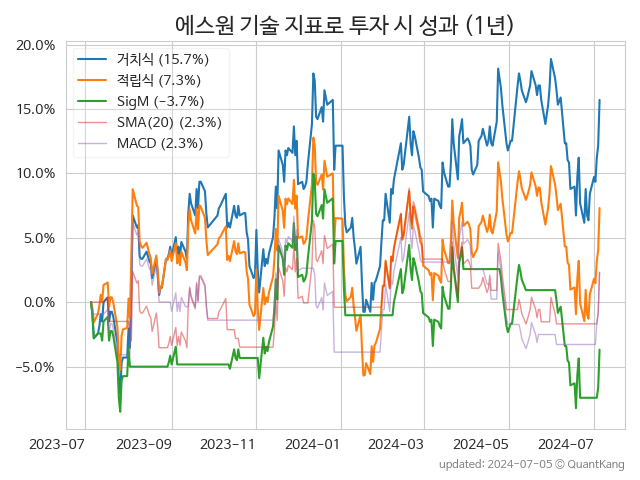 에스원 기술 지표로 투자 시 성과 (1년)
20.0%
15.0%
10.0%
5.0%
0.0%
−5.0%
거치식 (15.7%)
적립식 (7.3%)
SigM (−3.7%)
SMA(20) (2.3%)
MACD (2.3%)
2023-07 2023-09 2023-11 2024-01 2024-03 2024-05 2024-07
updated: 2024-07-05 © QuantKang